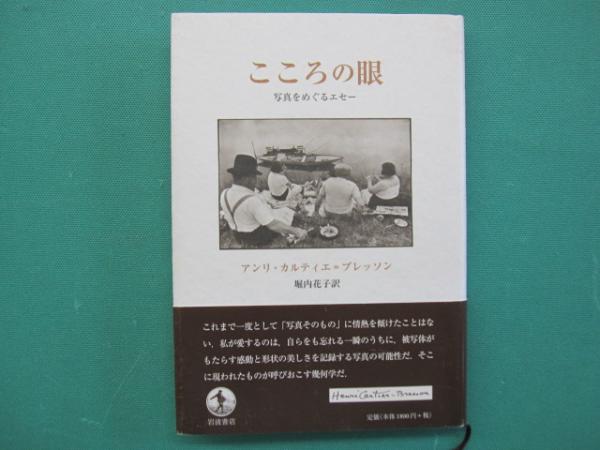 こころの眼
写真をめぐるエセー
アンリ・カルティエ=ブレッソン
堀内花子訳
これまで一度として「写真そのもの」に情熱を傾けたことはな
い．私が愛するのは，自らをも忘れる一瞬のうちに，被写体が
もたらす感動と形状の美しさを記録する写真の可能性だ．そこ
に現われたものが呼びおこす幾何学だ．
Henri Cartier-Bresson
岩波書店
定価(本体1800円+税)